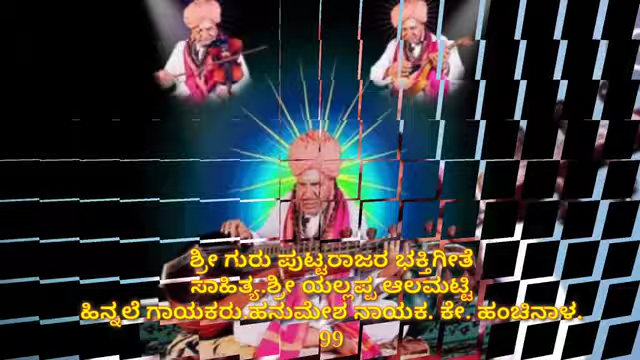 ಶ್ರೀ ಗುರು ಪುಟ್ಟರಾಜರ ಭಕ್ತಿಗೀತೆ
ಸಾಹಿತ್ಯ..ಶ್ರೀ ಯಲ್ಲಪ್ಪ ಆಲಮಟ್ಟಿ
ಹಿನ್ನಲೆ ಗಾಯಕರು.ಹನುಮೇಶ ನಾಯಕ. ಕೇ. ಹಂಚಿನಾಳ.
99